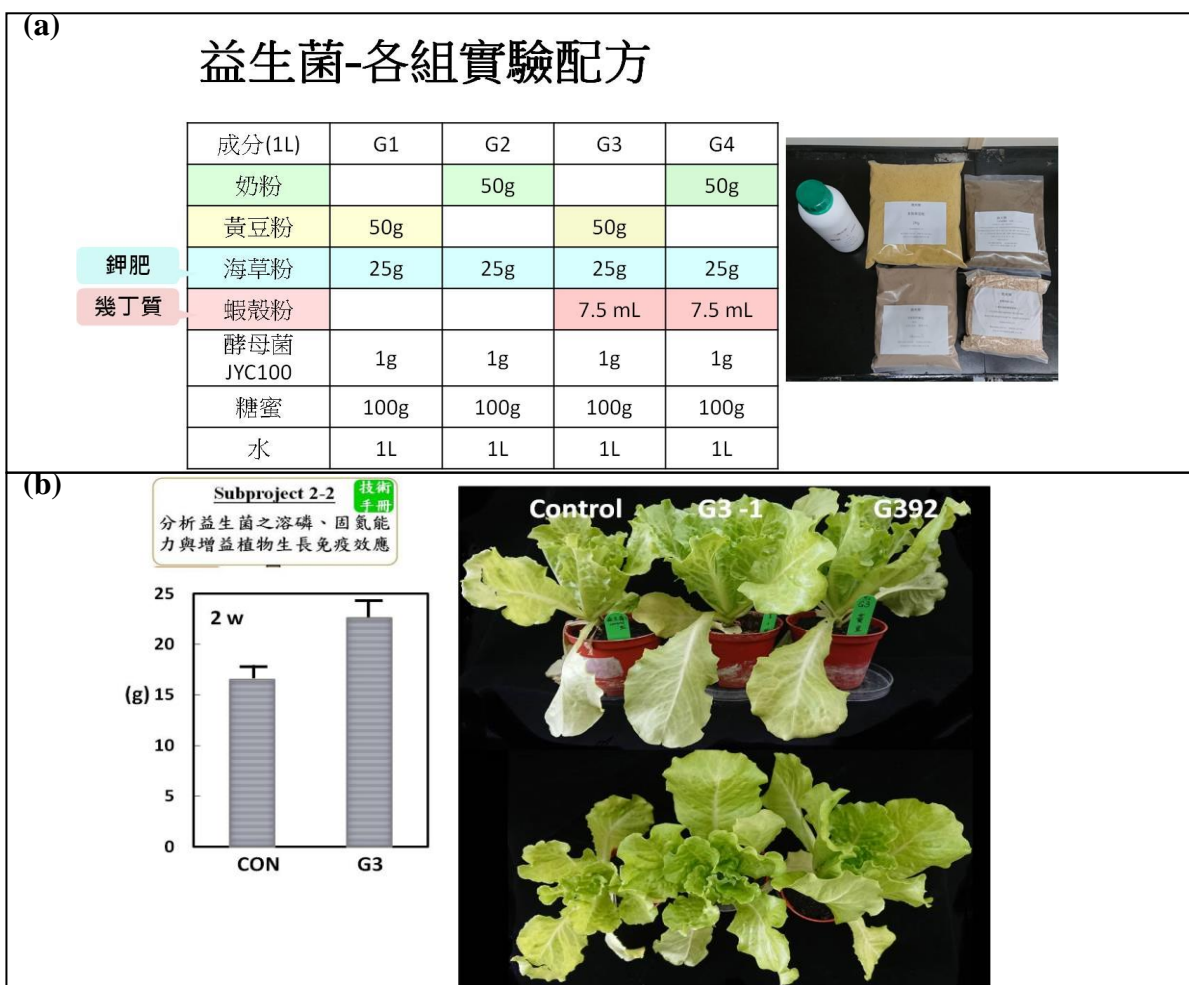 (a)
益生菌-各組實驗配方
成分(1L) G1 G2 G3 G4
奶粉 50g 50g
黃豆粉 50g 50g
鉀肥 海草粉 25g 25g 25g 25g
幾丁質 蝦殼粉 7.5 mL 7.5 mL
酵母菌
JYC100 1g 1g 1g 1g
糖蜜 100g 100g 100g 100g
水 1L 1L 1L 1L
(b)
Subproject 2-2 技術
手冊
分析益生菌之溶磷、固氮能
力與增益植物生長免疫效應
25
2 w
20
(g) 15
10
5
0
CON G3
Control G3 -1 G392
G3